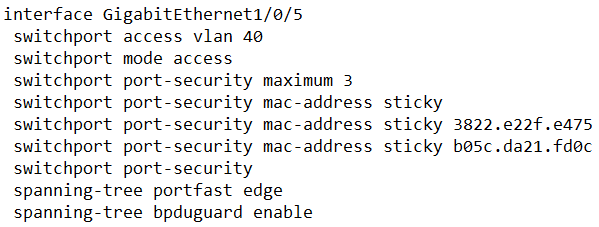 interface GigabitEthernet1/0/5
 switchport access vlan 40
 switchport mode access
 switchport port-security maximum 3
 switchport port-security mac-address sticky
 switchport port-security mac-address sticky 3822.e22f.e475
 switchport port-security mac-address sticky b05c.da21.fd0c
 switchport port-security
 spanning-tree portfast edge
 spanning-tree bpduguard enable